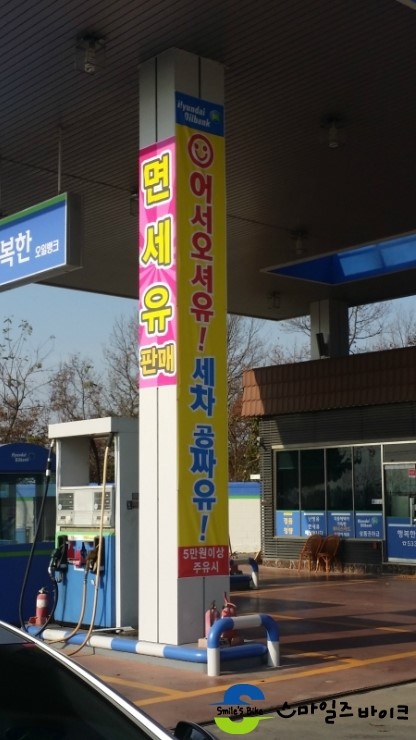 Hyundai
Oilbank
면세유
판매
어서오셔유! 세차 공짜유!
5만원이상
주유시
복한 오일뱅크
Hyundai
Oilbank
Smile's Bike
스마일즈바이크